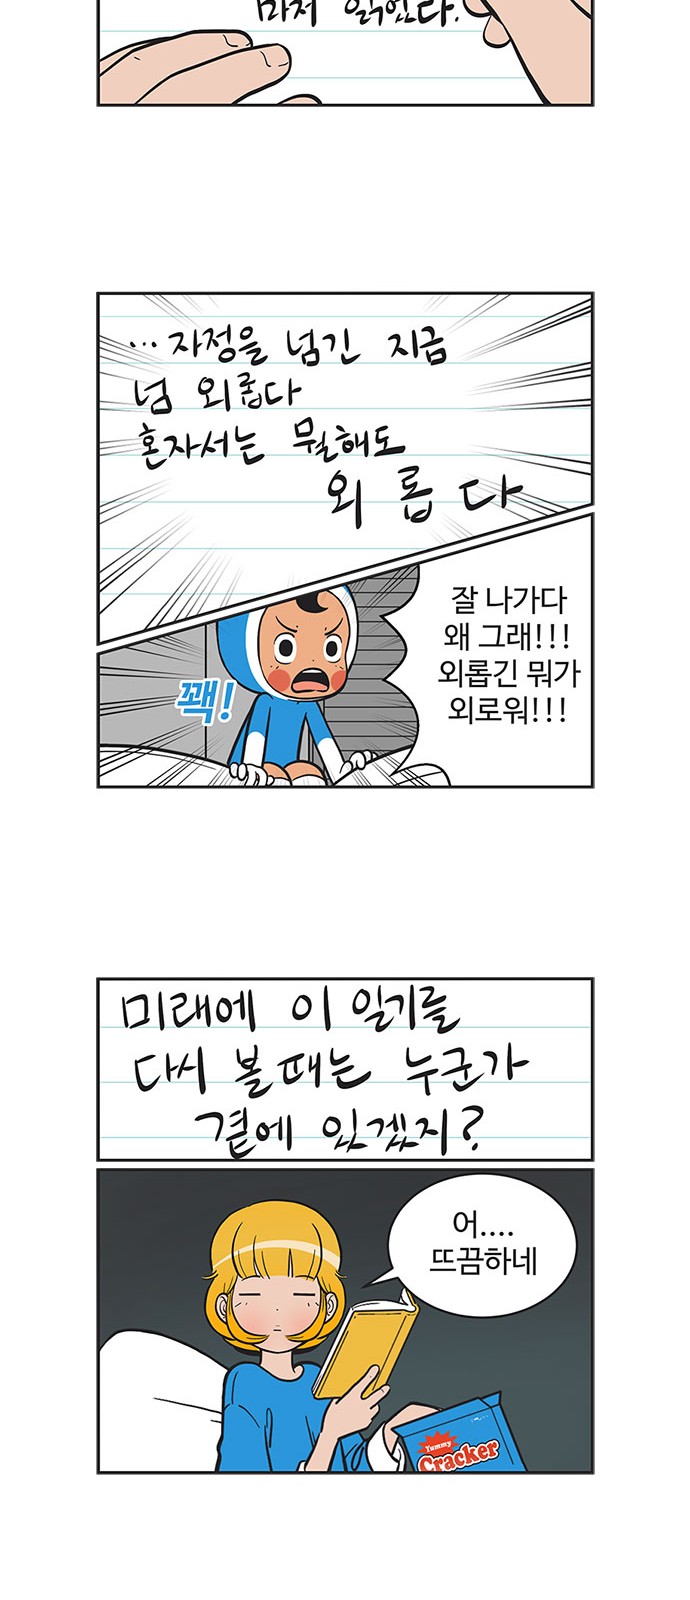 마저 읽었다.
...자정을 넘긴 지금
넘 외롭다
혼자서는 뭘해도
외롭다
잘 나가다
왜 그래!!!
외롭긴 뭐가
외로워!!!
꽥!
미래에 이 일기를
다시 볼때는 누군가
곁에 있겠지?
어....
뜨끔하네
Yummy
Cracker